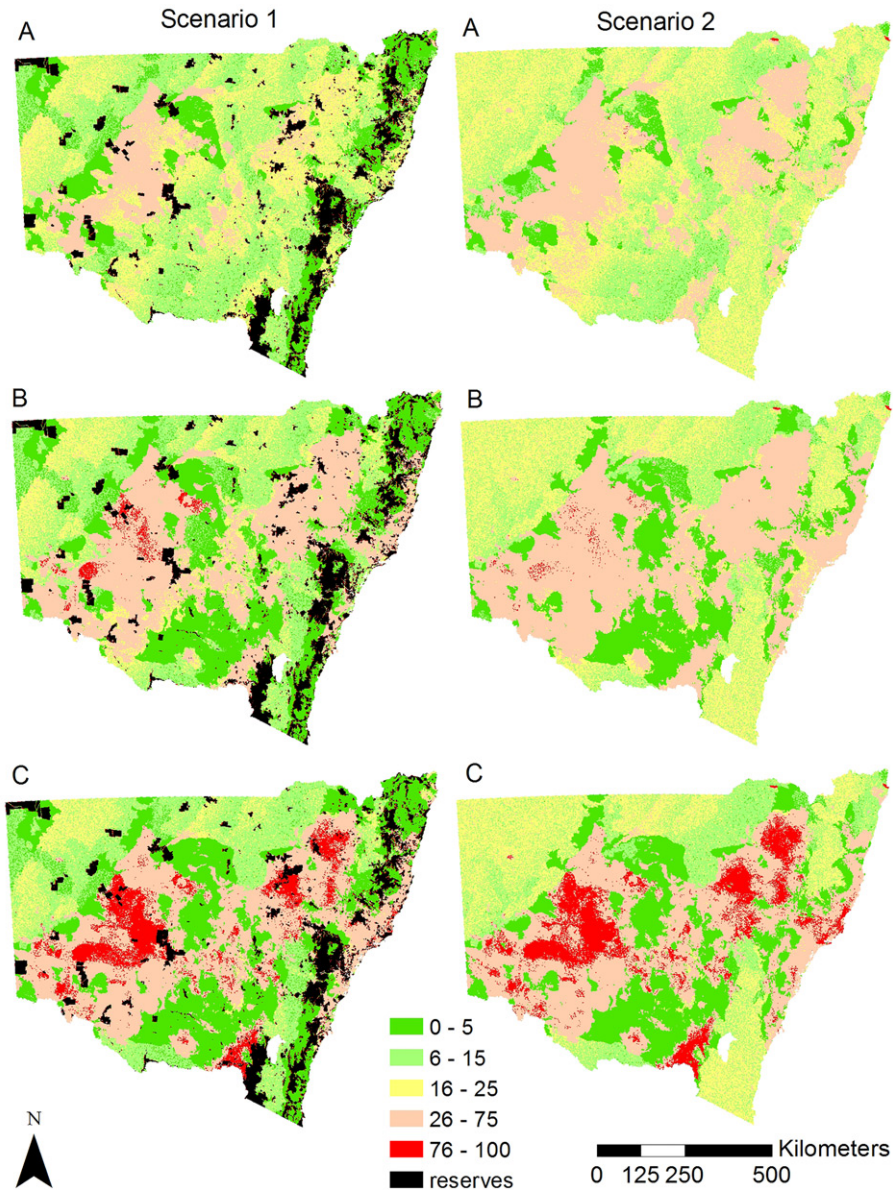 Scenario 1
Scenario 2
A
A
B
B
C
C
0 - 5
6 - 15
16 - 25
26 - 75
76 - 100
reserves
N
Kilometers
0 125 250 500